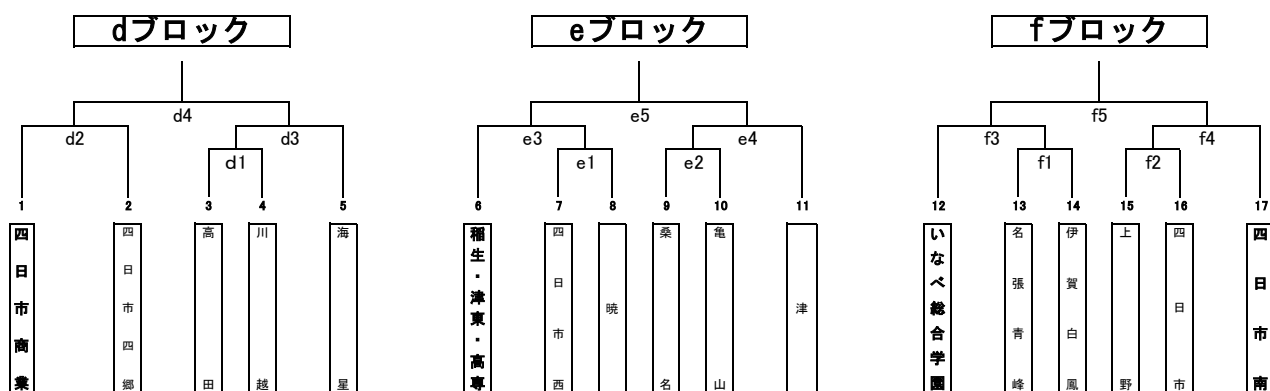 dブロック
eブロック
fブロック
d4
e5
f5
d2
d3
e3
e4
f3
f4
d1
e1
e2
f1
f2
1
2
3
4
5
6
7
8
9
10
11
12
13
14
15
16
17
四日市商業
四日市四郷
高田
川越
海星
稲生・津東・高専
四日市西
暁
桑名
亀山
津
いなべ総合学園
名張青峰
伊賀白鳳
上野
四日市
四日市南